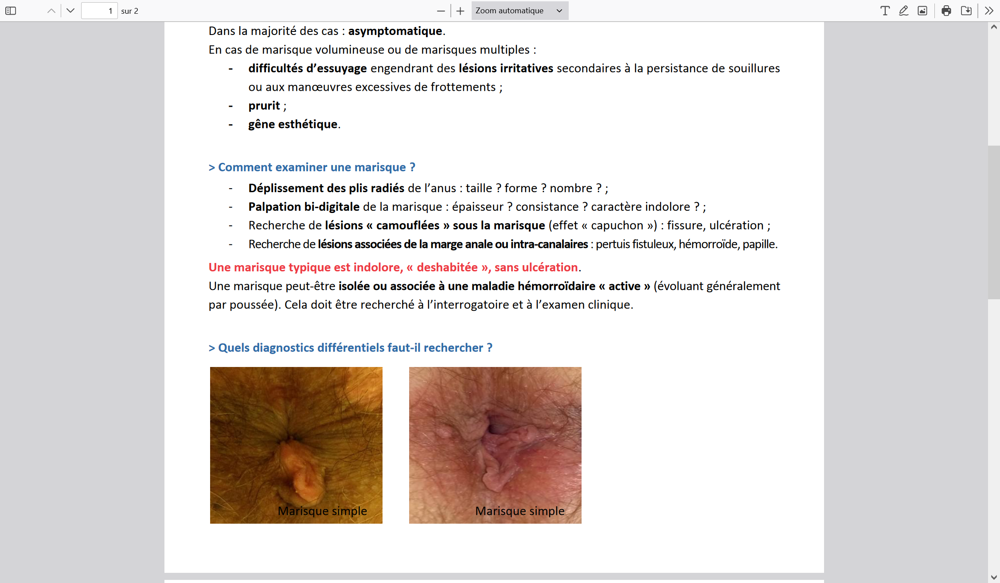 1 sur 2
Zoom automatique
Dans la majorité des cas : asymptomatique.
En cas de marisque volumineuse ou de marisques multiples :
- difficultés d’essuyage engendrant des lésions irritatives secondaires à la persistance de souillures
ou aux manœuvres excessives de frottements ;
- prurit ;
- gêne esthétique.
> Comment examiner une marisque ?
- Déplissement des plis radiés de l’anus : taille ? forme ? nombre ? ;
- Palpation bi-digitale de la marisque : épaisseur ? consistance ? caractère indolore ? ;
- Recherche de lésions « camouflées » sous la marisque (effet « capuchon ») : fissure, ulcération ;
- Recherche de lésions associées de la marge anale ou intra-canalaires : pertuis fistuleux, hémorroïde, papille.
Une marisque typique est indolore, « deshabitée », sans ulcération.
Une marisque peut-être isolée ou associée à une maladie hémorroïdaire « active » (évoluant généralement
par poussée). Cela doit être recherché à l’interrogatoire et à l’examen clinique.
> Quels diagnostics différentiels faut-il rechercher ?
Marisque simple
Marisque simple